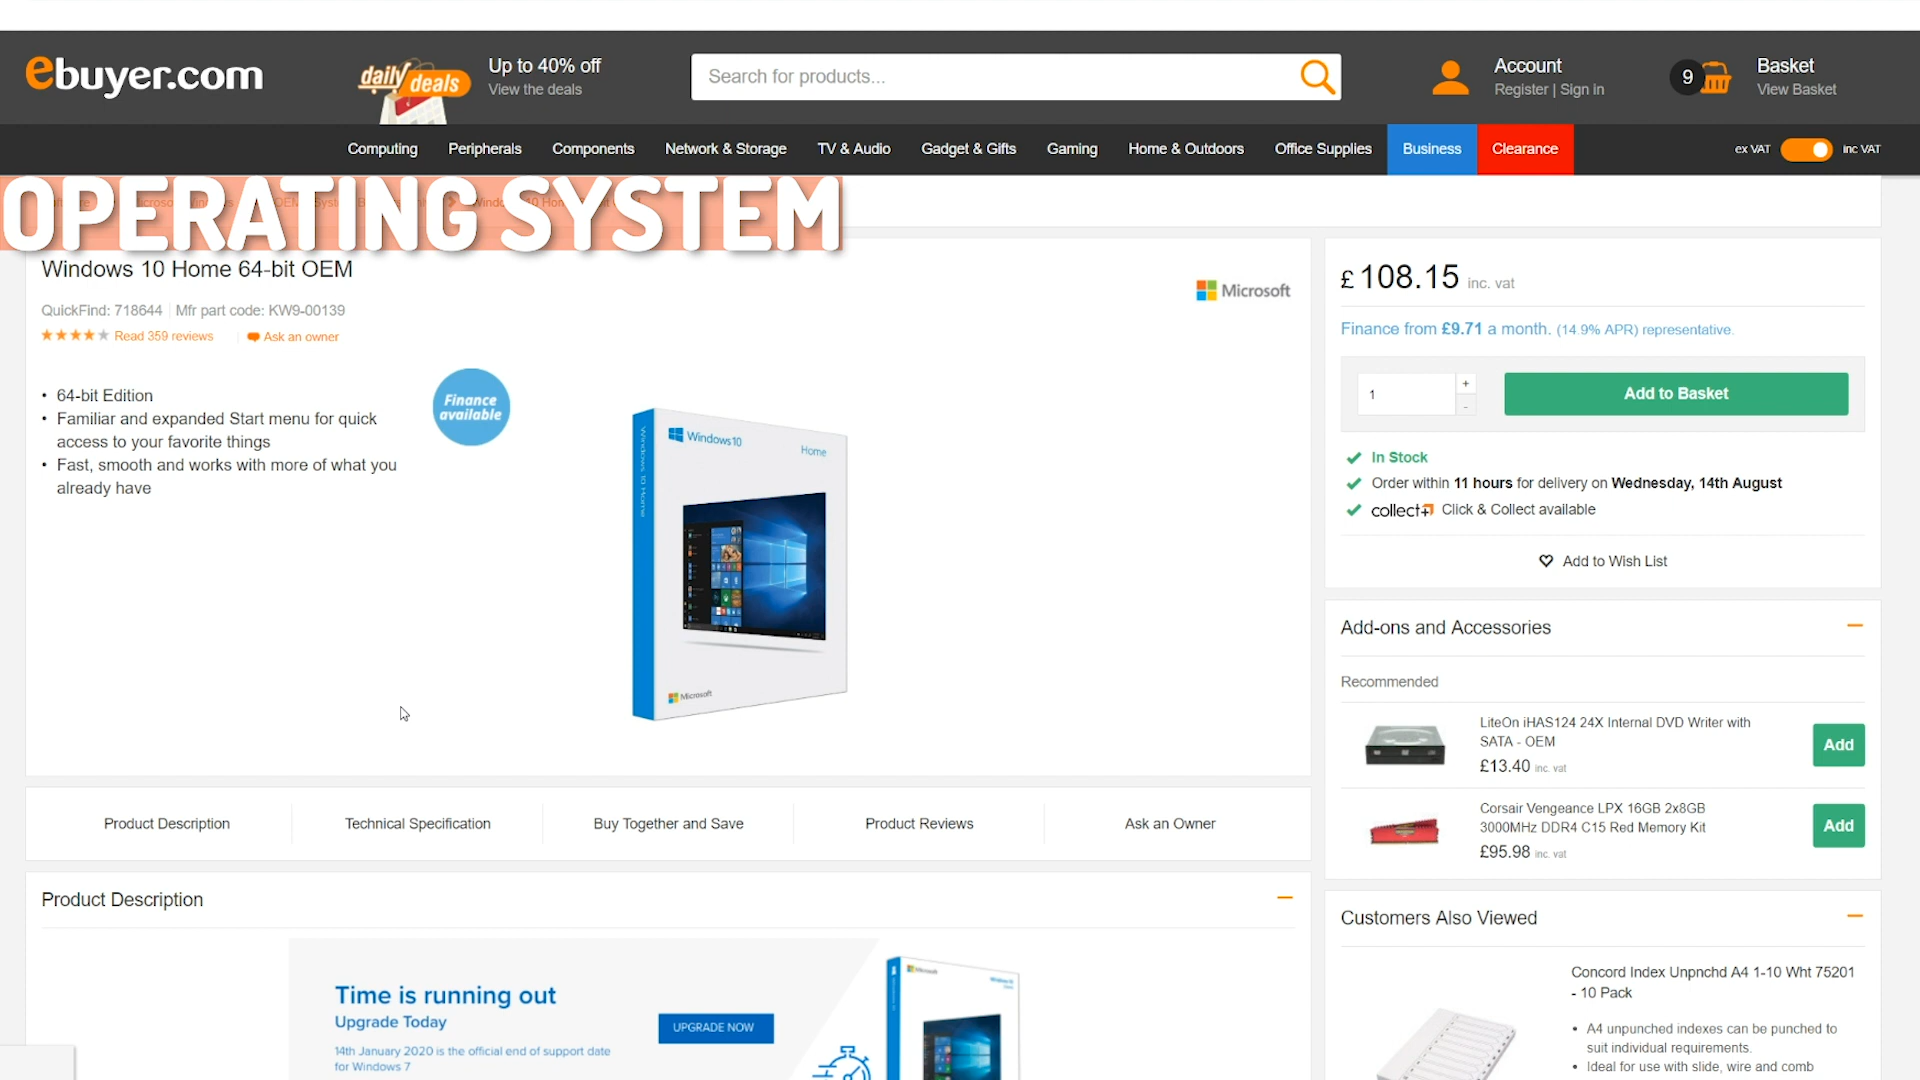 ebuyer.com
daily deals
Up to 40% off
View the deals
Search for products...
Account
Register | Sign in
9
Basket
View Basket
Computing
Peripherals
Components
Network & Storage
TV & Audio
Gadget & Gifts
Gaming
Home & Outdoors
Office Supplies
Business
Clearance
ex VAT
inc VAT
OPERATING SYSTEM
Windows 10 Home 64-bit OEM
QuickFind: 718644 | Mfr part code: KW9-00139
Read 359 reviews
Ask an owner
Microsoft
• 64-bit Edition
• Familiar and expanded Start menu for quick
access to your favorite things
• Fast, smooth and works with more of what you
already have
Finance
available
Windows 10
Home
Windows 10 Home
Microsoft
£108.15 inc. vat
Finance from £9.71 a month. (14.9% APR) representative.
1
+
-
Add to Basket
In Stock
Order within 11 hours for delivery on Wednesday, 14th August
collect+ Click & Collect available
Add to Wish List
Add-ons and Accessories
Recommended
LiteOn iHAS124 24X Internal DVD Writer with
SATA - OEM
£13.40 inc. vat
Add
Corsair Vengeance LPX 16GB 2x8GB
3000MHz DDR4 C15 Red Memory Kit
£95.98 inc. vat
Add
Product Description
Technical Specification
Buy Together and Save
Product Reviews
Ask an Owner
Product Description
Time is running out
Upgrade Today
UPGRADE NOW
14th January 2020 is the official end of support date
for Windows 7
Microsoft
Customers Also Viewed
Concord Index Unpnchd A4 1-10 Wht 75201
- 10 Pack
• A4 unpunched indexes can be punched to
suit individual requirements.
• Ideal for use with slide, wire and comb